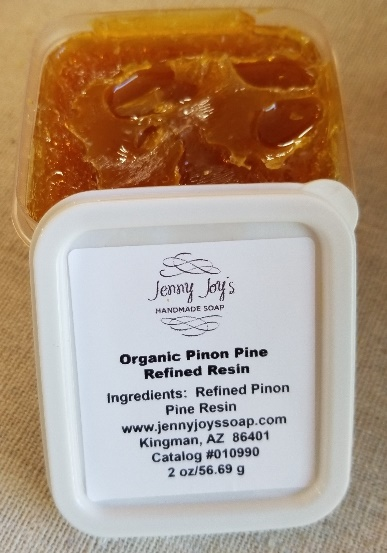 Jenny Joy's
HANDMADE SOAP
Organic Pinon Pine
Refined Resin
Ingredients: Refined Pinon
Pine Resin
www.jennyjoyssoap.com
Kingman, AZ 86401
Catalog #010990
2 oz/56.69 g